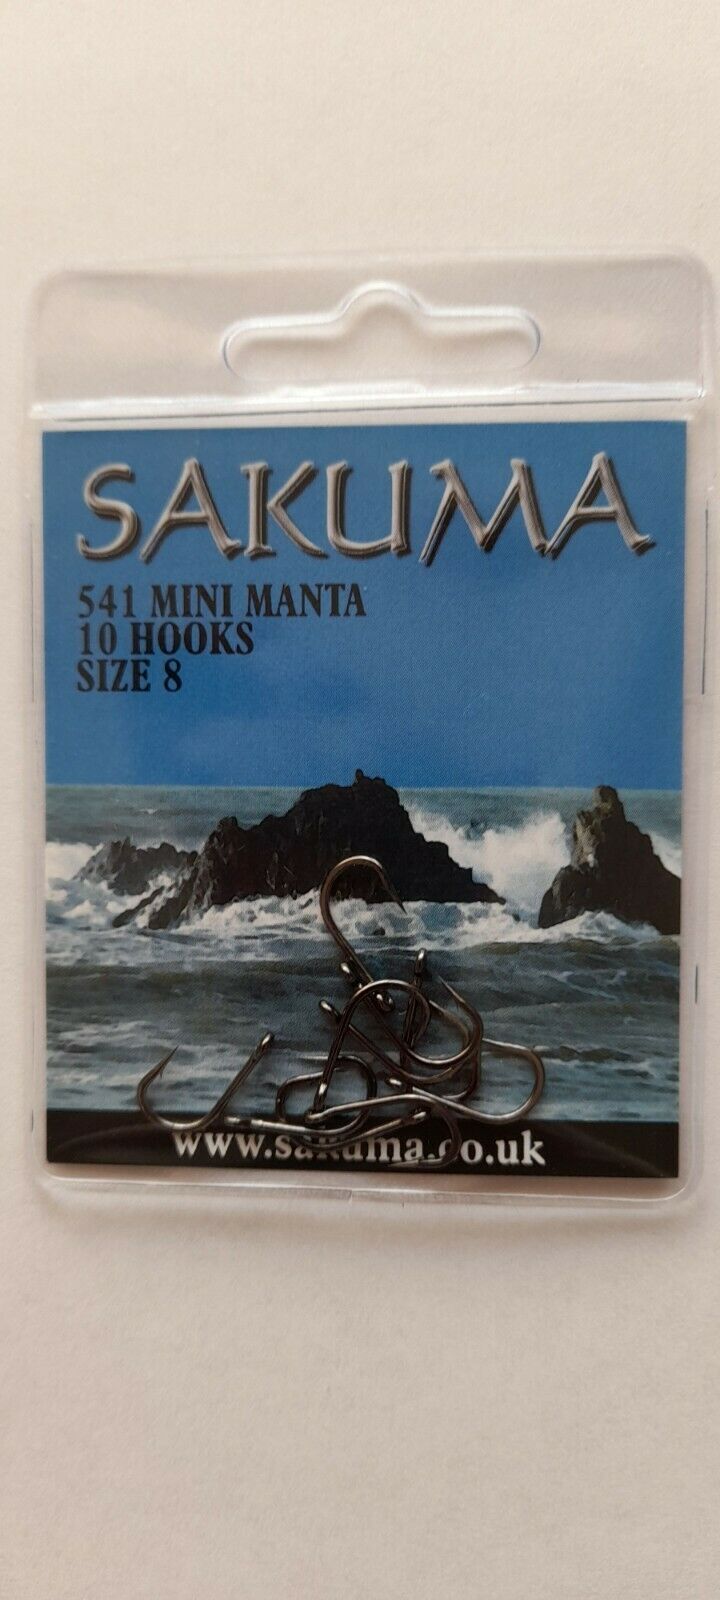 SAKUMA
541 MINI MANTA
10 HOOKS
SIZE 8
www.sakuma.co.uk